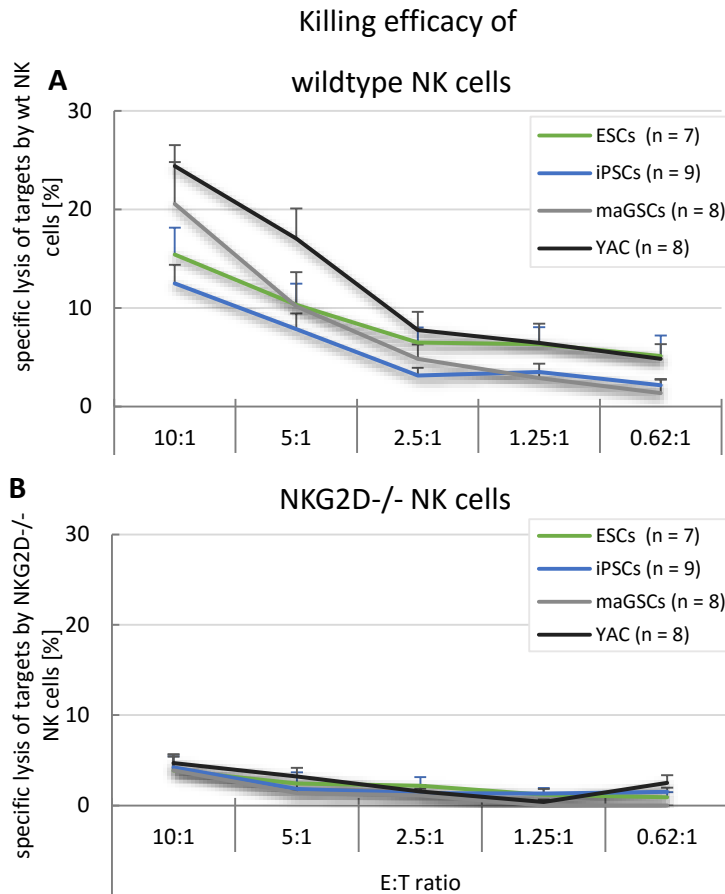 Killing efficacy of
A
wildtype NK cells
specific lysis of targets by wt NK
cells [%]
30
20
10
0
ESCs (n = 7)
iPSCs (n = 9)
maGSCs (n = 8)
YAC (n = 8)
10:1 5:1 2.5:1 1.25:1 0.62:1
B
NKG2D-/- NK cells
specific lysis of targets by NKG2D-/-
NK cells [%]
30
20
10
0
ESCs (n = 7)
iPSCs (n = 9)
maGSCs (n = 8)
YAC (n = 8)
10:1 5:1 2.5:1 1.25:1 0.62:1
E:T ratio